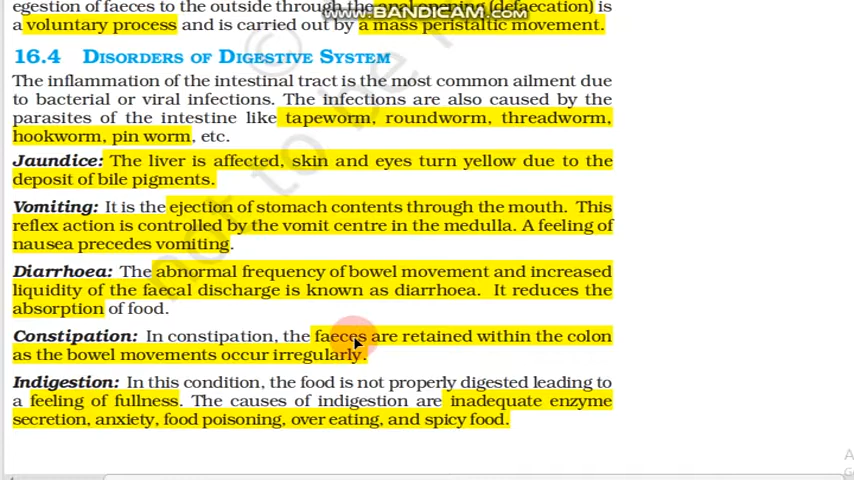 egestion of faeces to the outside through the anal opening (defaecation) is
www.BANDICAM.com
a voluntary process and is carried out by a mass peristaltic movement.
16.4 DISORDERS OF DIGESTIVE SYSTEM
The inflammation of the intestinal tract is the most common ailment due
to bacterial or viral infections. The infections are also caused by the
parasites of the intestine like tapeworm, roundworm, threadworm,
hookworm, pin worm, etc.
Jaundice: The liver is affected, skin and eyes turn yellow due to the
deposit of bile pigments.
Vomiting: It is the ejection of stomach contents through the mouth. This
reflex action is controlled by the vomit centre in the medulla. A feeling of
nausea precedes vomiting.
Diarrhoea: The abnormal frequency of bowel movement and increased
liquidity of the faecal discharge is known as diarrhoea. It reduces the
absorption of food.
Constipation: In constipation, the faeces are retained within the colon
as the bowel movements occur irregularly.
Indigestion: In this condition, the food is not properly digested leading to
a feeling of fullness. The causes of indigestion are inadequate enzyme
secretion, anxiety, food poisoning, over eating, and spicy food.
© not to be